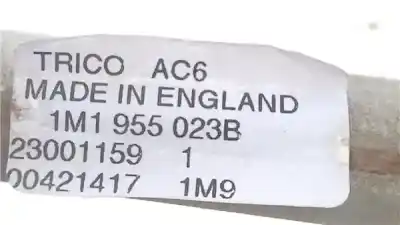 TRICO AC6
MADE IN ENGLAND
1M1 955 023B
23001159 1
00421417 1M9